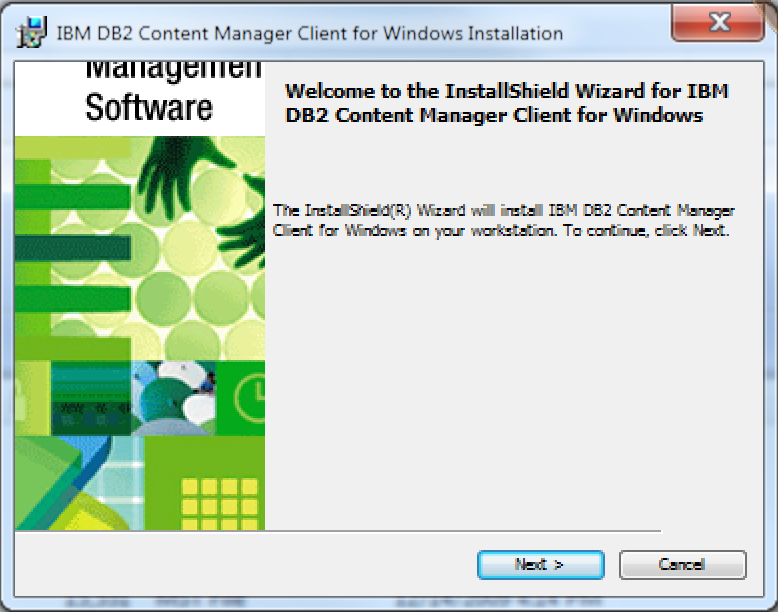 IBM DB2 Content Manager Client for Windows Installation
Management
Software
Welcome to the InstallShield Wizard for IBM
DB2 Content Manager Client for Windows
The InstallShield(R) Wizard will install IBM DB2 Content Manager
Client for Windows on your workstation. To continue, click Next.
Next >
Cancel